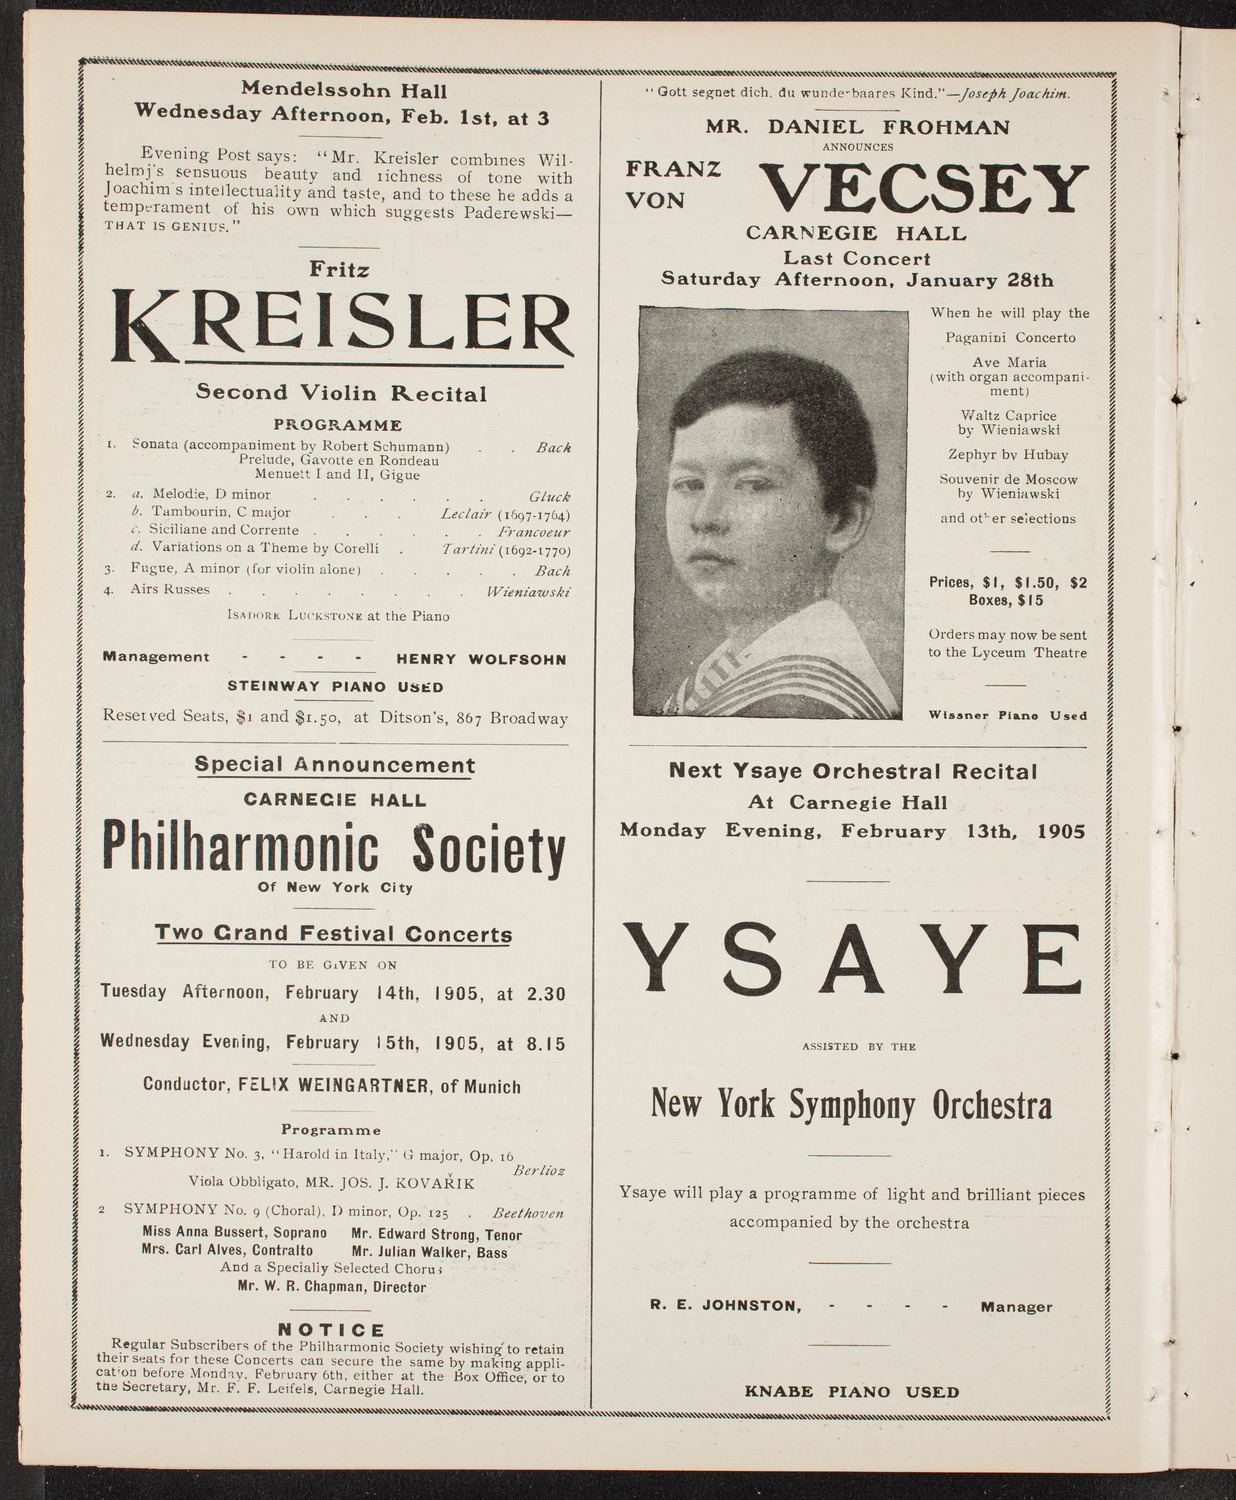 Mendelssohn Hall
Wednesday Afternoon, Feb. 1st, at 3
Evening Post says: "Mr. Kreisler combines Wil-
helmj's sensuous beauty and richness of tone with
Joachim's intellectuality and taste, and to these he adds a
temperament of his own which suggests Paderewski—
THAT IS GENIUS."
Fritz
KREISLER
Second Violin Recital
PROGRAMME
1. Sonata (accompaniment by Robert Schumann) . . Bach
Prelude, Gavotte en Rondeau
Menuett I and II, Gigue
2. a. Melodie, D minor . . . . . . Gluck
b. Tambourin, C major . . . Leclair (1697-1764)
c. Siciliane and Corrente . . . . . . Francoeur
d. Variations on a Theme by Corelli . Tartini (1692-1770)
3. Fugue, A minor (for violin alone) . . . . . Bach
4. Airs Russes . . . . . . . . Wieniawski
ISADORE LUCKSTONE at the Piano
Management - - - - HENRY WOLFSOHN
STEINWAY PIANO USED
Reserved Seats, $1 and $1.50, at Ditson's, 867 Broadway
Special Announcement
CARNEGIE HALL
Philharmonic Society
Of New York City
Two Grand Festival Concerts
TO BE GIVEN ON
Tuesday Afternoon, February 14th, 1905, at 2.30
AND
Wednesday Evening, February 15th, 1905, at 8.15
Conductor, FELIX WEINGARTNER, of Munich
Programme
1. SYMPHONY No. 3, "Harold in Italy," G major, Op. 16
Berlioz
Viola Obbligato, MR. JOS. J. KOVAŘIK
2 SYMPHONY No. 9 (Choral), D minor, Op. 125 . Beethoven
Miss Anna Bussert, Soprano Mr. Edward Strong, Tenor
Mrs. Carl Alves, Contralto Mr. Julian Walker, Bass
And a Specially Selected Chorus
Mr. W. R. Chapman, Director
NOTICE
Regular Subscribers of the Philharmonic Society wishing to retain
their seats for these Concerts can secure the same by making appli-
cation before Monday, February 6th, either at the Box Office, or to
the Secretary, Mr. F. F. Leifels, Carnegie Hall.
"Gott segnet dich, du wunderbaares Kind."—Joseph Joachim.
MR. DANIEL FROHMAN
ANNOUNCES
FRANZ
VON VECSEY
CARNEGIE HALL
Last Concert
Saturday Afternoon, January 28th
When he will play the
Paganini Concerto
Ave Maria
(with organ accompani-
ment)
Waltz Caprice
by Wieniawski
Zephyr by Hubay
Souvenir de Moscow
by Wieniawski
and other selections
Prices, $1, $1.50, $2
Boxes, $15
Orders may now be sent
to the Lyceum Theatre
Wissner Piano Used
Next Ysaye Orchestral Recital
At Carnegie Hall
Monday Evening, February 13th, 1905
YSAYE
ASSISTED BY THE
New York Symphony Orchestra
Ysaye will play a programme of light and brilliant pieces
accompanied by the orchestra
R. E. JOHNSTON, - - - - Manager
KNABE PIANO USED